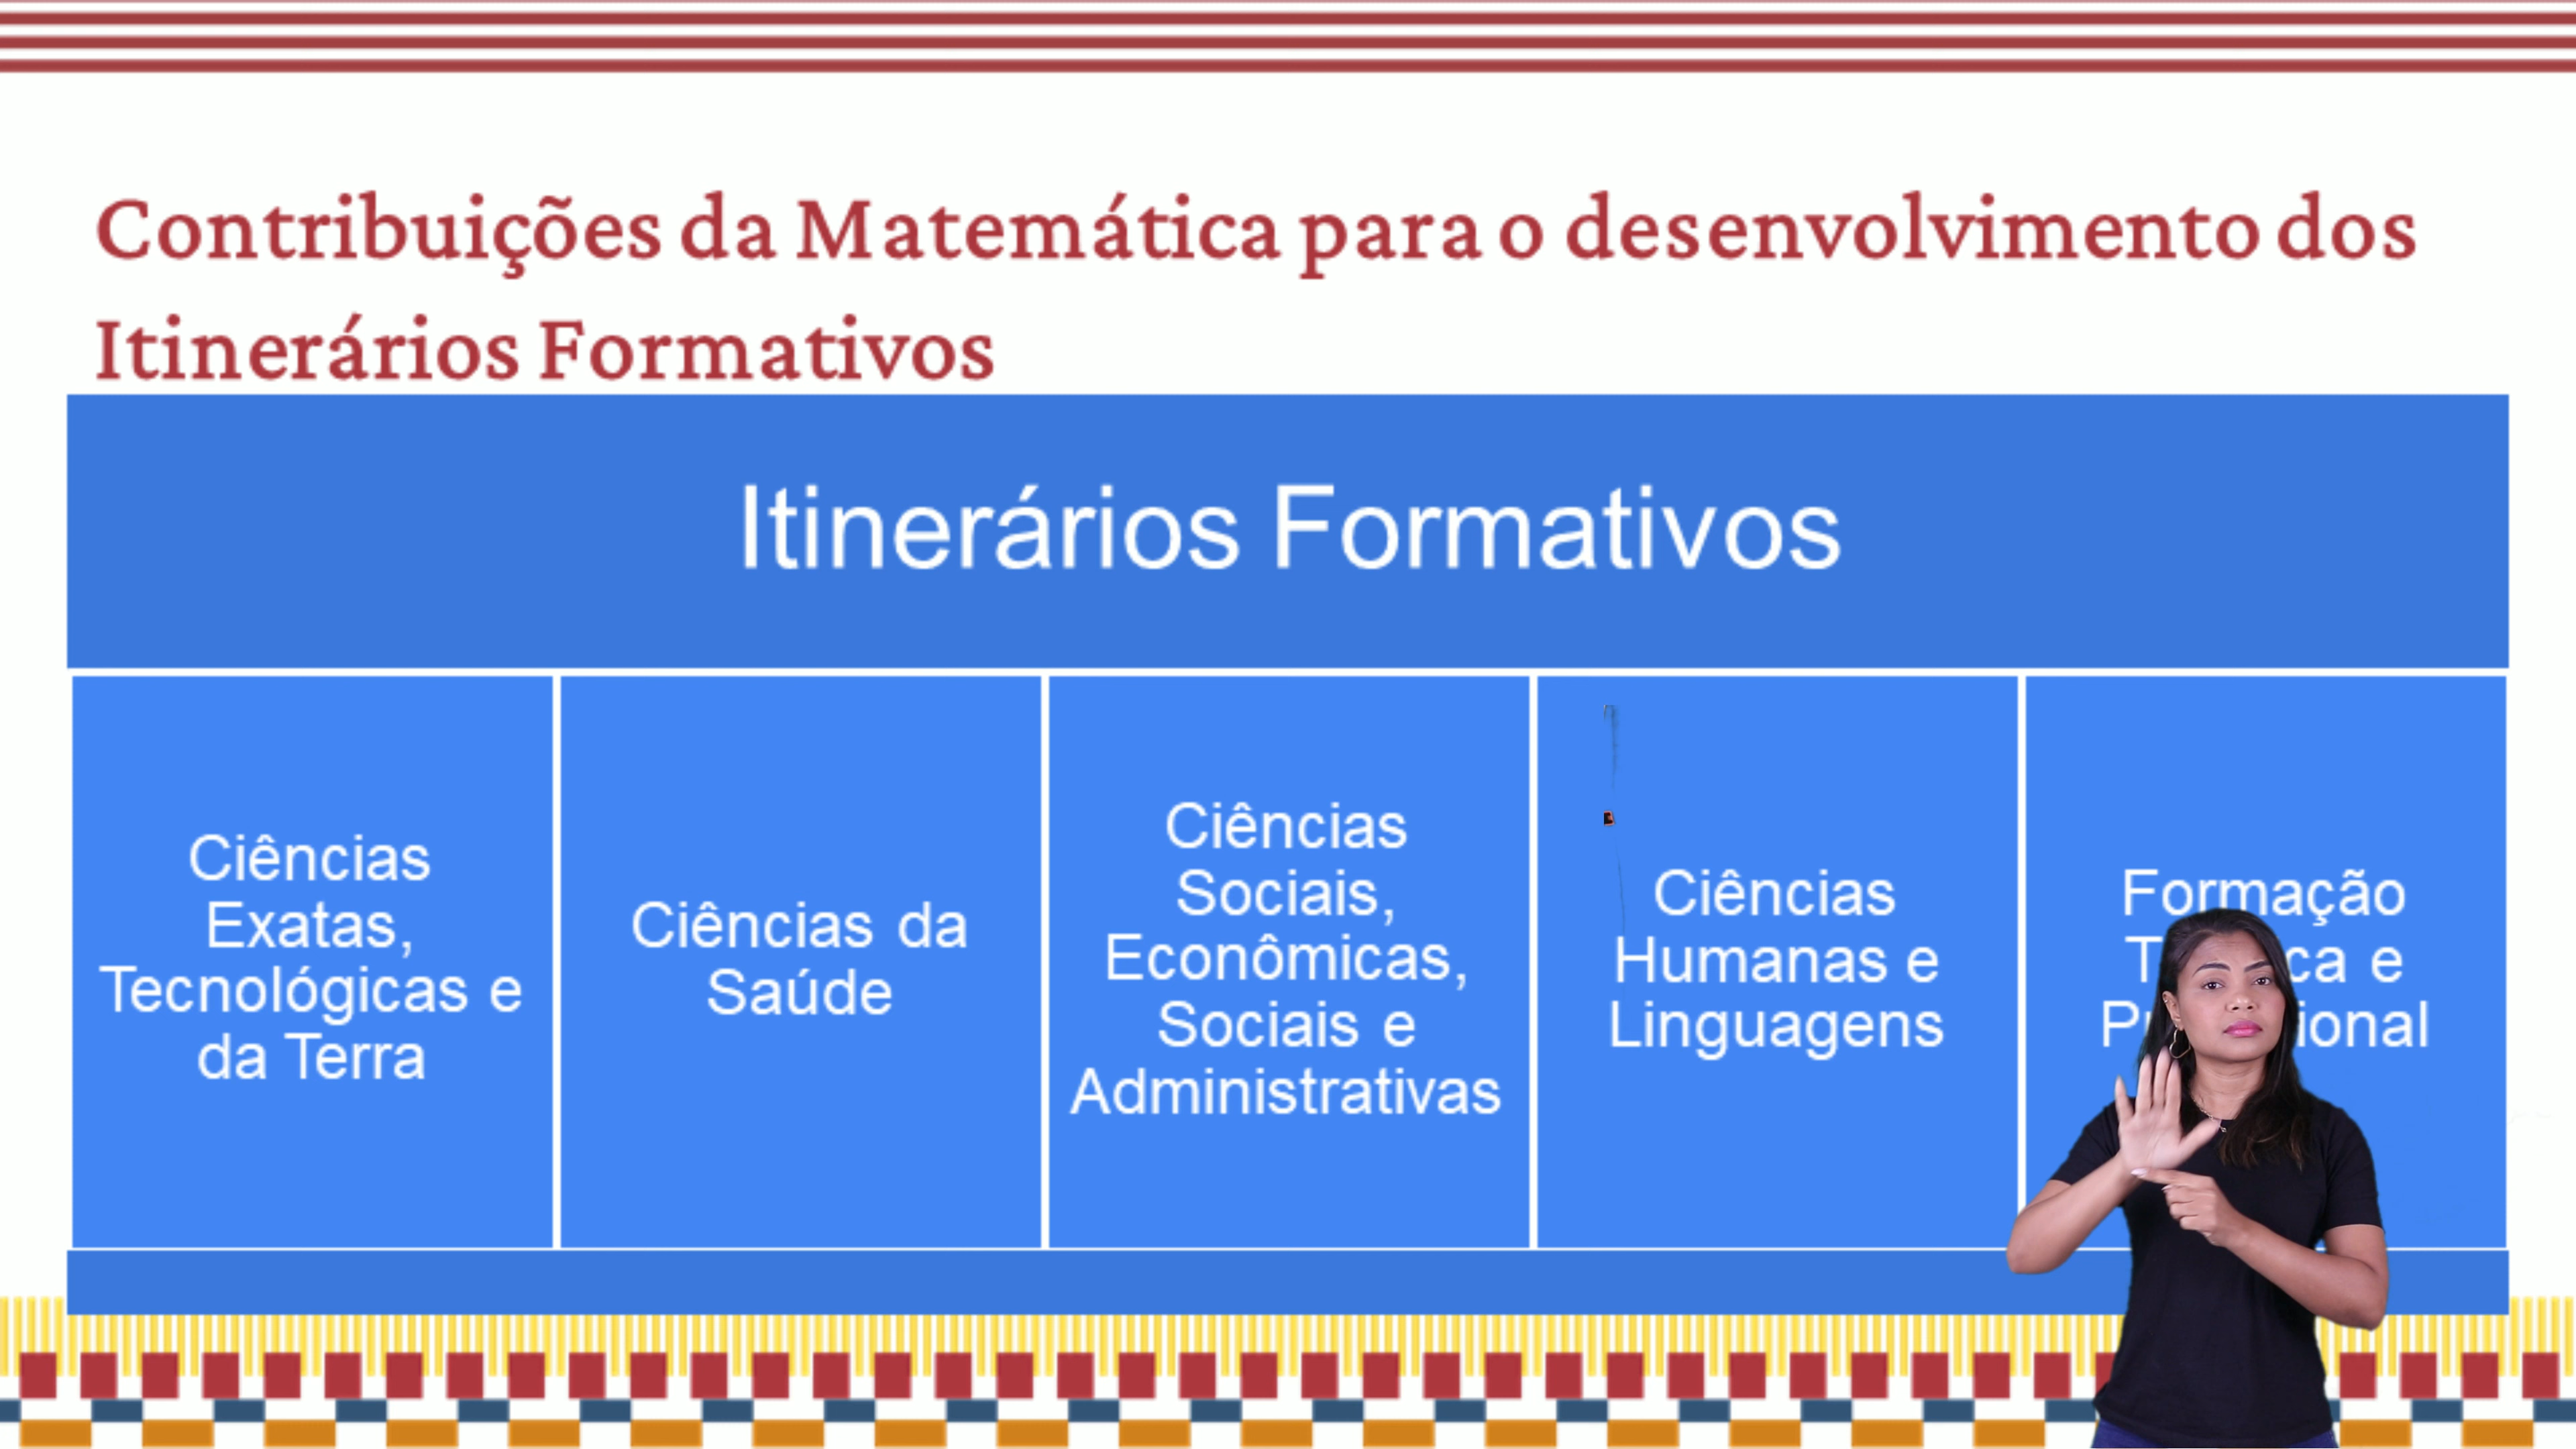 Contribuições da Matemática para o desenvolvimento dos
Itinerários Formativos
Itinerários Formativos
Ciências
Exatas,
Tecnológicas e
da Terra
Ciências da
Saúde
Ciências
Sociais,
Econômicas,
Sociais e
Administrativas
Ciências
Humanas e
Linguagens
Formação
e